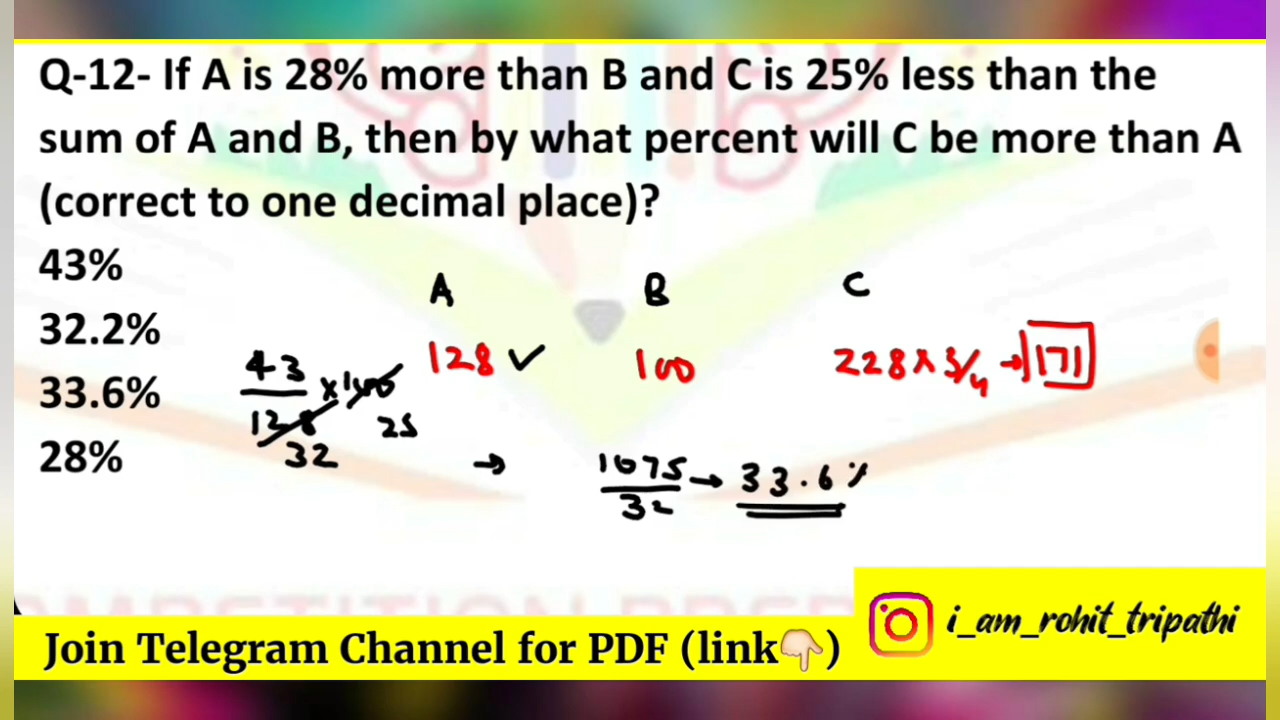 Q-12- If A is 28% more than B and C is 25% less than the
sum of A and B, then by what percent will C be more than A
(correct to one decimal place)?
43%
32.2%
33.6%
28%
A B C
128 ✓ 100 228 x 3/4 → 171
43/128 x 100
32 25
→ 1075/32 → 33.6%
Join Telegram Channel for PDF (link👇🏻)
i_am_rohit_tripathi